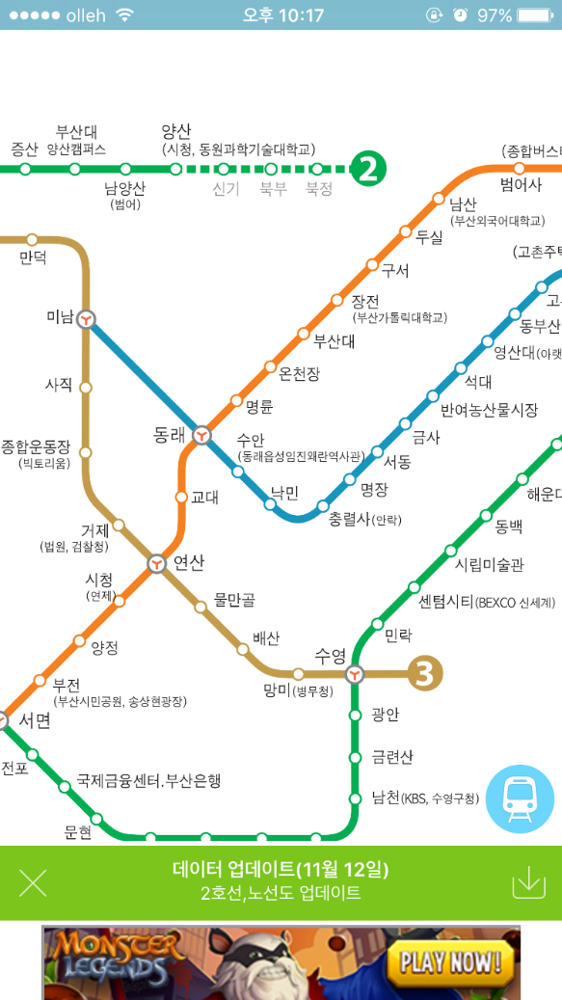 olleh
오후 10:17
97%
증산
부산대
양산캠퍼스
양산
(시청, 동원과학기술대학교)
2
남양산
(범어)
신기
북부
북정
(종합버스터
범어사
남산
(부산외국어대학교)
두실
구서
장전
(부산가톨릭대학교)
부산대
온천장
명륜
만덕
미남
사직
종합운동장
(빅토리움)
동래
수안
(동래읍성임진왜란역사관)
낙민
충렬사(안락)
명장
서동
금사
반여농산물시장
석대
영산대(아랫
동부산
고
(고촌주택
교대
거제
(법원, 검찰청)
연산
시청
(연제)
물만골
양정
배산
부전
(부산시민공원, 송상현광장)
망미(병무청)
수영
3
해운대
동백
시립미술관
센텀시티(BEXCO 신세계)
민락
서면
전포
국제금융센터.부산은행
문현
광안
금련산
남천(KBS, 수영구청)
데이터 업데이트(11월 12일)
2호선,노선도 업데이트
MONSTER
LEGENDS
PLAY NOW!